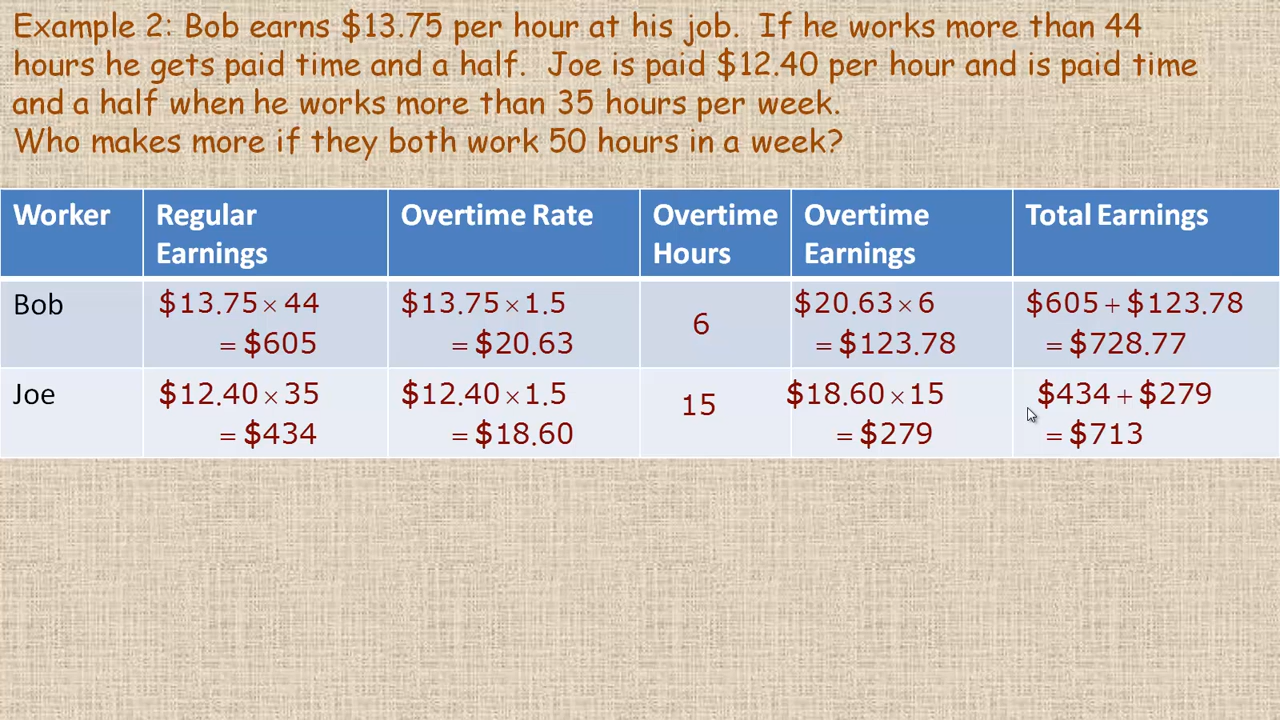 Example 2: Bob earns $13.75 per hour at his job. If he works more than 44
hours he gets paid time and a half. Joe is paid $12.40 per hour and is paid time
and a half when he works more than 35 hours per week.
Who makes more if they both work 50 hours in a week?
Worker
Regular
Earnings
Overtime Rate
Overtime
Hours
Overtime
Earnings
Total Earnings
Bob
$13.75 × 44
= $605
$13.75 × 1.5
= $20.63
6
$20.63 × 6
= $123.78
$605 + $123.78
= $728.77
Joe
$12.40 × 35
= $434
$12.40 × 1.5
= $18.60
15
$18.60 × 15
= $279
$434 + $279
= $713